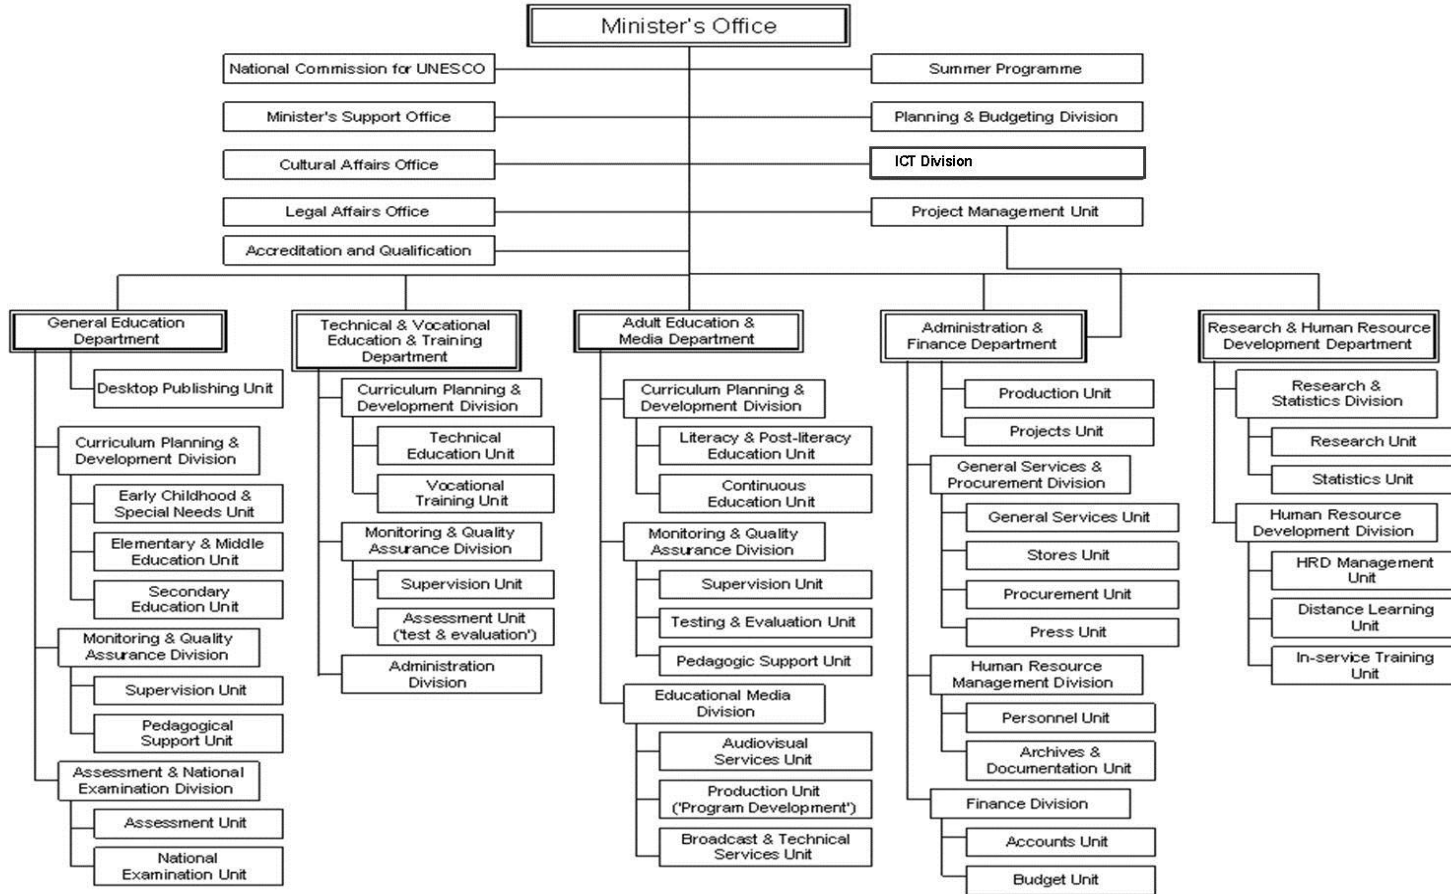 Minister's Office
National Commission for UNESCO
Summer Programme
Minister's Support Office
Planning & Budgeting Division
Cultural Affairs Office
ICT Division
Legal Affairs Office
Project Management Unit
Accreditation and Qualification
General Education
Department
Desktop Publishing Unit
Curriculum Planning &
Development Division
Early Childhood &
Special Needs Unit
Elementary & Middle
Education Unit
Secondary
Education Unit
Monitoring & Quality
Assurance Division
Supervision Unit
Pedagogical
Support Unit
Assessment & National
Examination Division
Assessment Unit
National
Examination Unit
Technical & Vocational
Education & Training
Department
Curriculum Planning &
Development Division
Technical
Education Unit
Vocational
Training Unit
Monitoring & Quality
Assurance Division
Supervision Unit
Assessment Unit
('test & evaluation')
Administration
Division
Adult Education &
Media Department
Curriculum Planning &
Development Division
Literacy & Post-literacy
Education Unit
Continuous
Education Unit
Monitoring & Quality
Assurance Division
Supervision Unit
Testing & Evaluation Unit
Pedagogic Support Unit
Educational Media
Division
Audiovisual
Services Unit
Production Unit
('Program Development')
Broadcast & Technical
Services Unit
Administration &
Finance Department
Production Unit
Projects Unit
General Services &
Procurement Division
General Services Unit
Stores Unit
Procurement Unit
Press Unit
Human Resource
Management Division
Personnel Unit
Archives &
Documentation Unit
Finance Division
Accounts Unit
Budget Unit
Research & Human Resource
Development Department
Research &
Statistics Division
Research Unit
Statistics Unit
Human Resource
Development Division
HRD Management
Unit
Distance Learning
Unit
In-service Training
Unit